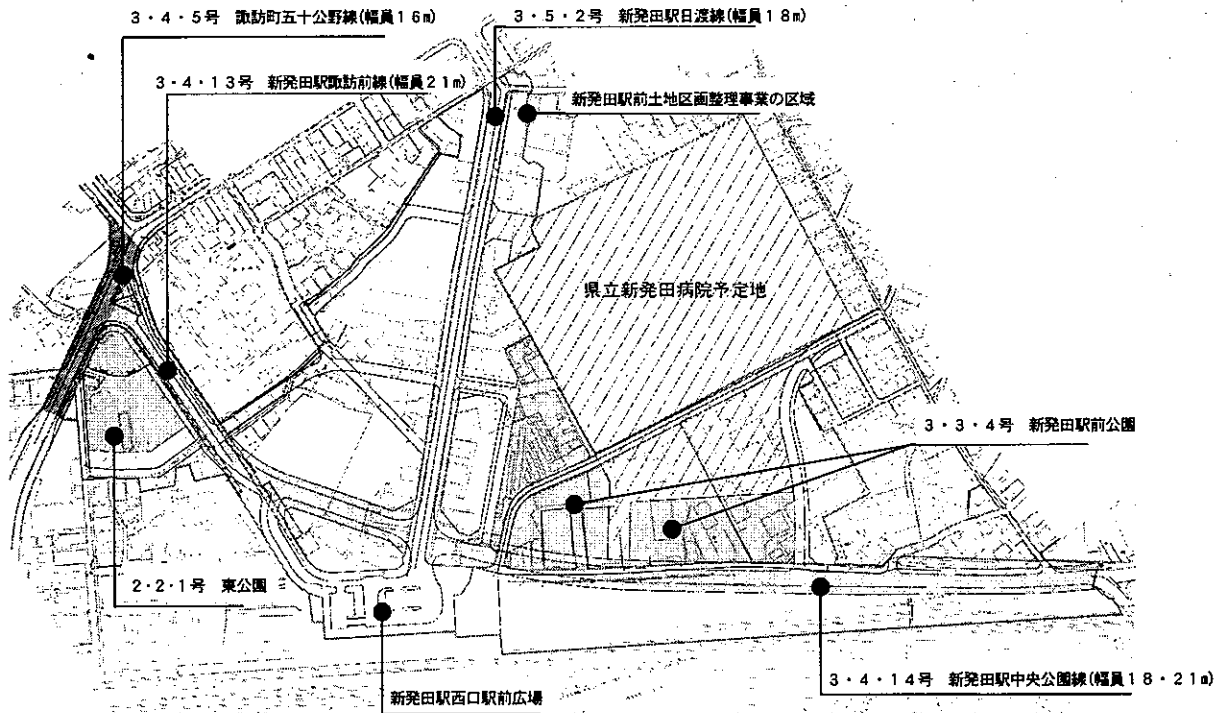 3・4・5号 諏訪町五十公野線(幅員16m)
3・5・2号 新発田駅日渡線(幅員18m)
3・4・13号 新発田駅諏訪前線(幅員21m)
新発田駅前土地区画整理事業の区域
県立新発田病院予定地
3・3・4号 新発田駅前公園
2・2・1号 東公園
新発田駅西口駅前広場
3・4・14号 新発田駅中央公園線(幅員18・21m)